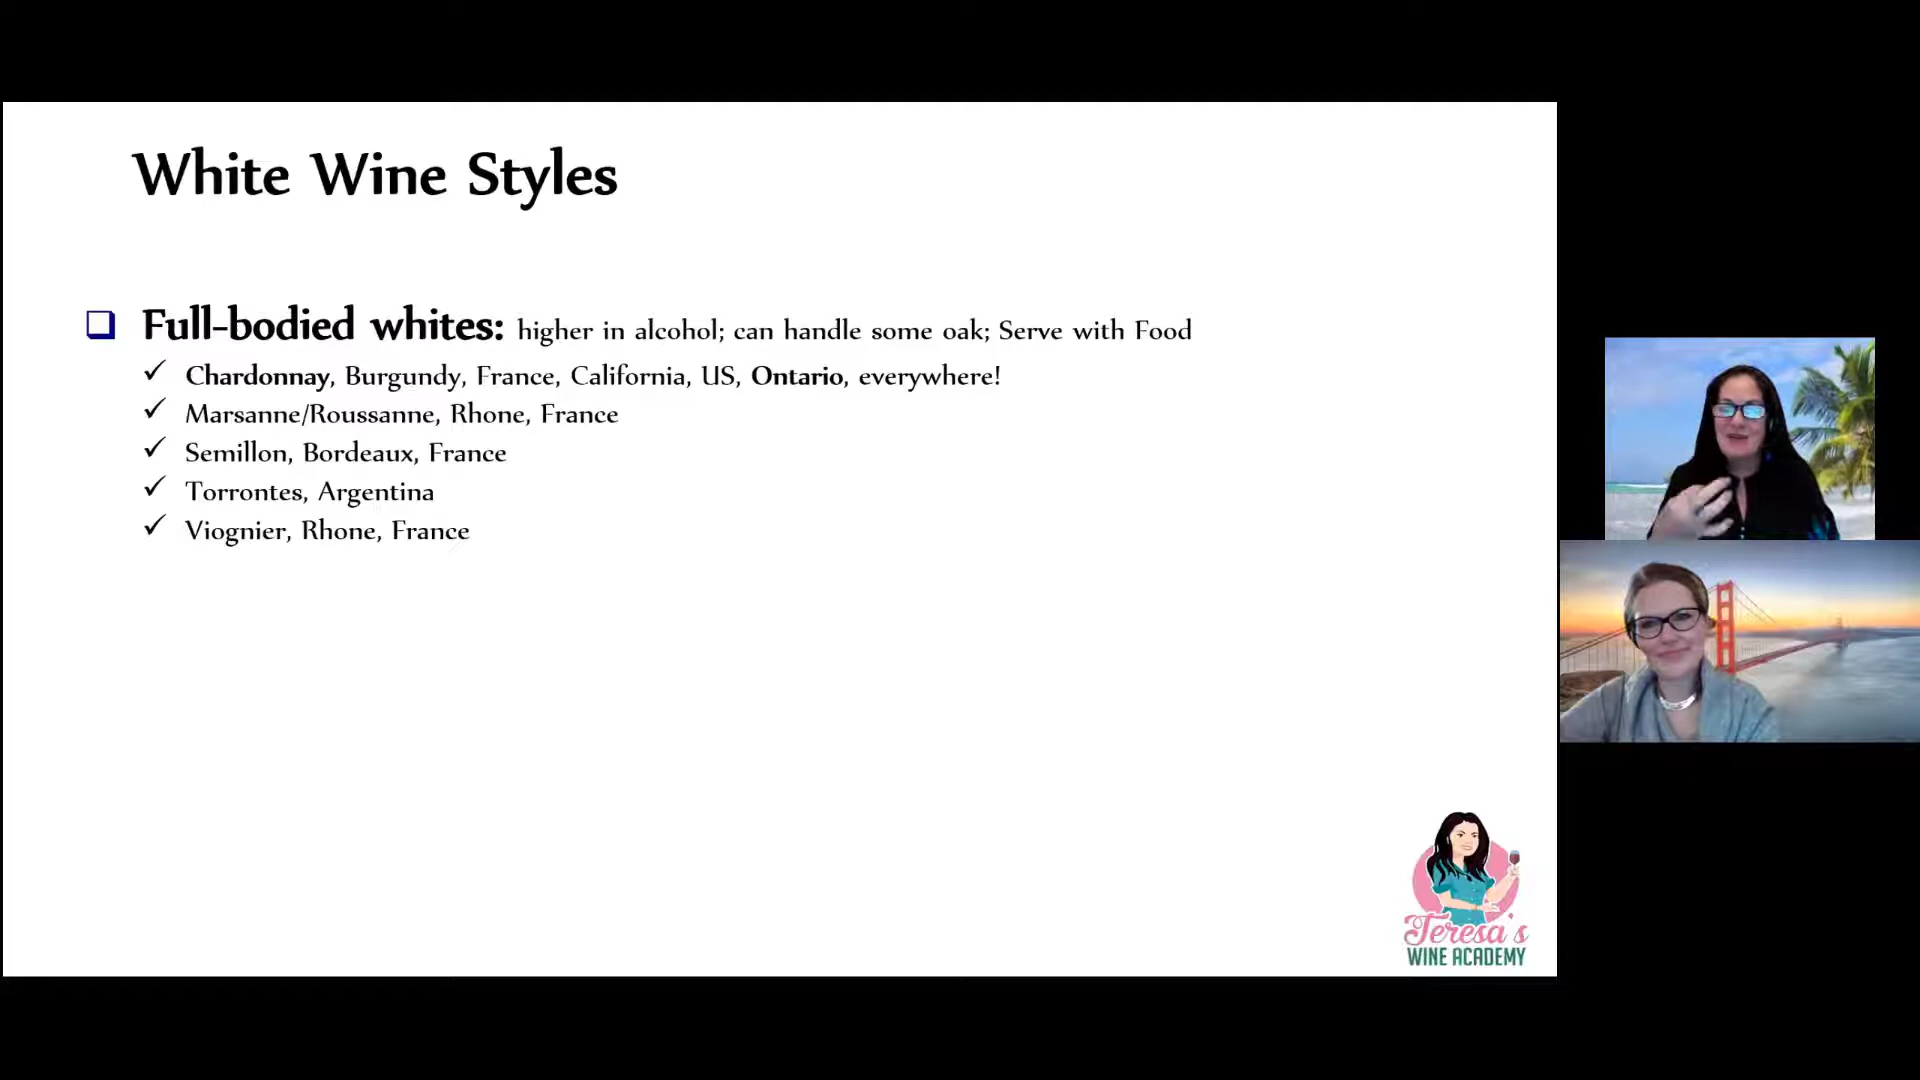 White Wine Styles
Full-bodied whites: higher in alcohol; can handle some oak; Serve with Food
Chardonnay, Burgundy, France, California, US, Ontario, everywhere!
Marsanne/Roussanne, Rhone, France
Semillon, Bordeaux, France
Torrontes, Argentina
Viognier, Rhone, France
Teresa's
WINE ACADEMY